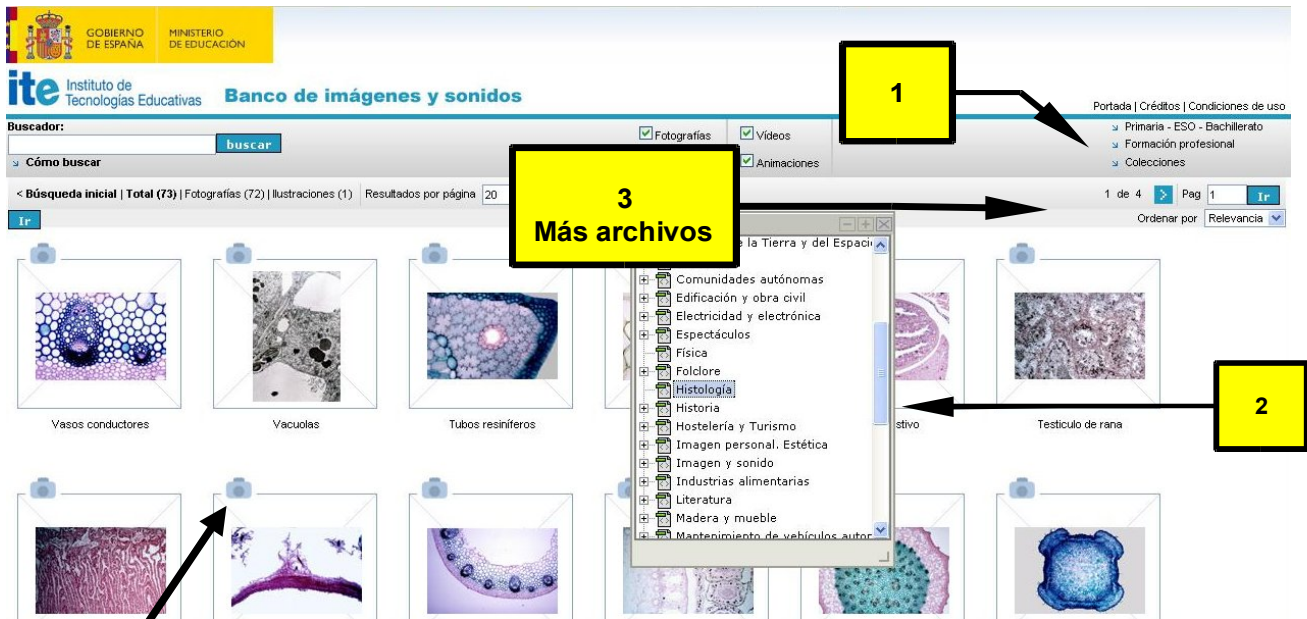 GOBIERNO DE ESPAÑA
MINISTERIO DE EDUCACIÓN
ite Instituto de Tecnologías Educativas
Banco de imágenes y sonidos
1
Portada | Créditos | Condiciones de uso
Buscador:
buscar
Cómo buscar
Fotografías
Vídeos
Animaciones
Primaria - ESO - Bachillerato
Formación profesional
Colecciones
< Búsqueda inicial | Total (73) | Fotografías (72) | Ilustraciones (1) Resultados por página 20
3
Más archivos
1 de 4 Pag 1 Ir
Ir
Ordenar por Relevancia
la Tierra y del Espaci
Comunidades autónomas
Edificación y obra civil
Electricidad y electrónica
Espectáculos
Física
Folclore
Histología
Historia
Hostelería y Turismo
Imagen personal. Estética
Imagen y sonido
Industrias alimentarias
Literatura
Madera y mueble
Mantenimiento de vehículos autor
2
Vasos conductores
Vacuolas
Tubos resiníferos
stivo
Testiculo de rana